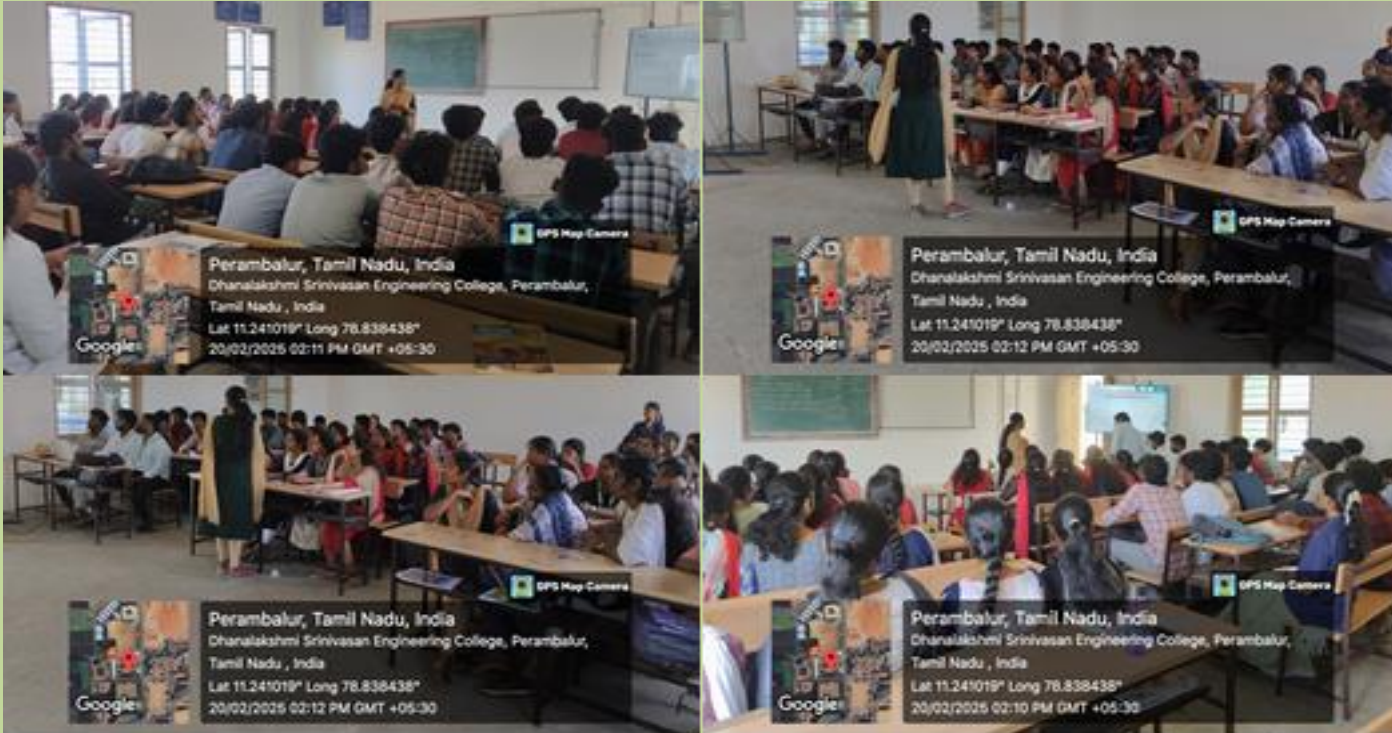 GPS Map Camera
Perambalur, Tamil Nadu, India
Dhanalakshmi Srinivasan Engineering College, Perambalur,
Tamil Nadu , India
Lat 11.241019° Long 78.838438°
20/02/2025 02:11 PM GMT +05:30
Google
GPS Map Camera
Perambalur, Tamil Nadu, India
Dhanalakshmi Srinivasan Engineering College, Perambalur,
Tamil Nadu , India
Lat 11.241019° Long 78.838438°
20/02/2025 02:12 PM GMT +05:30
Google
GPS Map Camera
Perambalur, Tamil Nadu, India
Dhanalakshmi Srinivasan Engineering College, Perambalur,
Tamil Nadu , India
Lat 11.241019° Long 78.838438°
20/02/2025 02:12 PM GMT +05:30
Google
GPS Map Camera
Perambalur, Tamil Nadu, India
Dhanalakshmi Srinivasan Engineering College, Perambalur,
Tamil Nadu , India
Lat 11.241019° Long 78.838438°
20/02/2025 02:10 PM GMT +05:30
Google